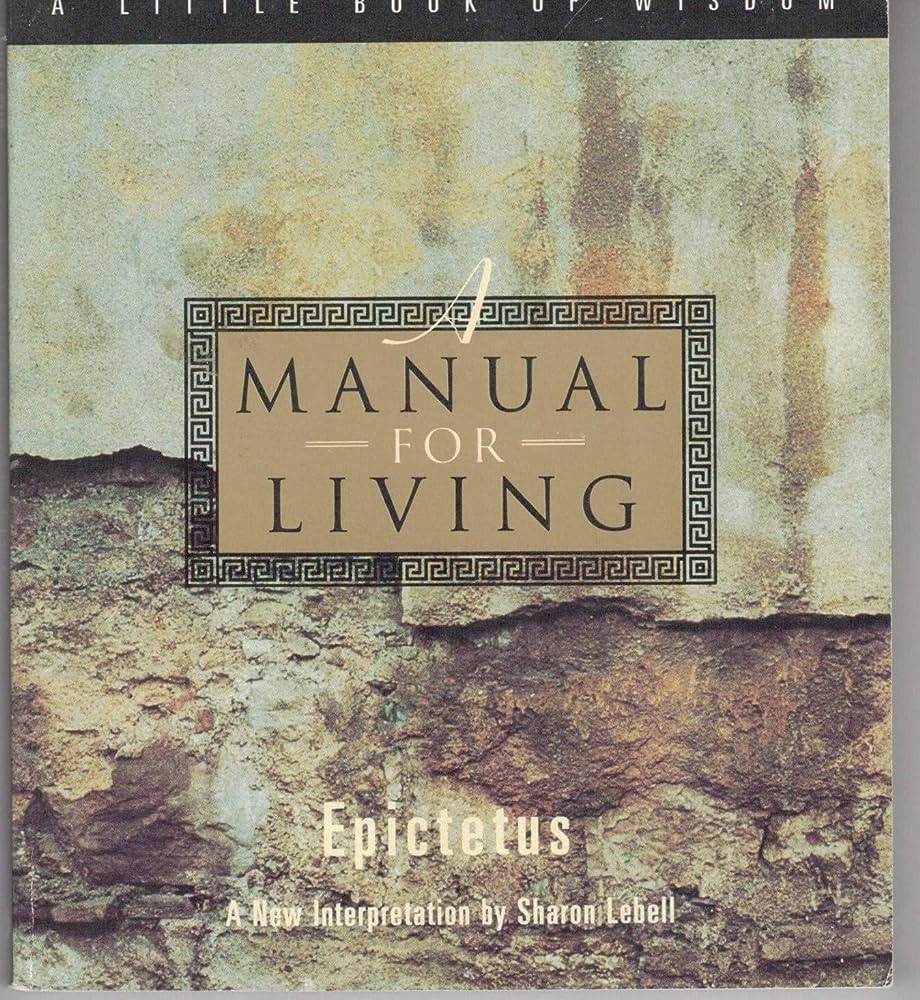 A LITTLE BOOK OF WISDOM
A
MANUAL
FOR
LIVING
Epictetus
A New Interpretation by Sharon Lebell